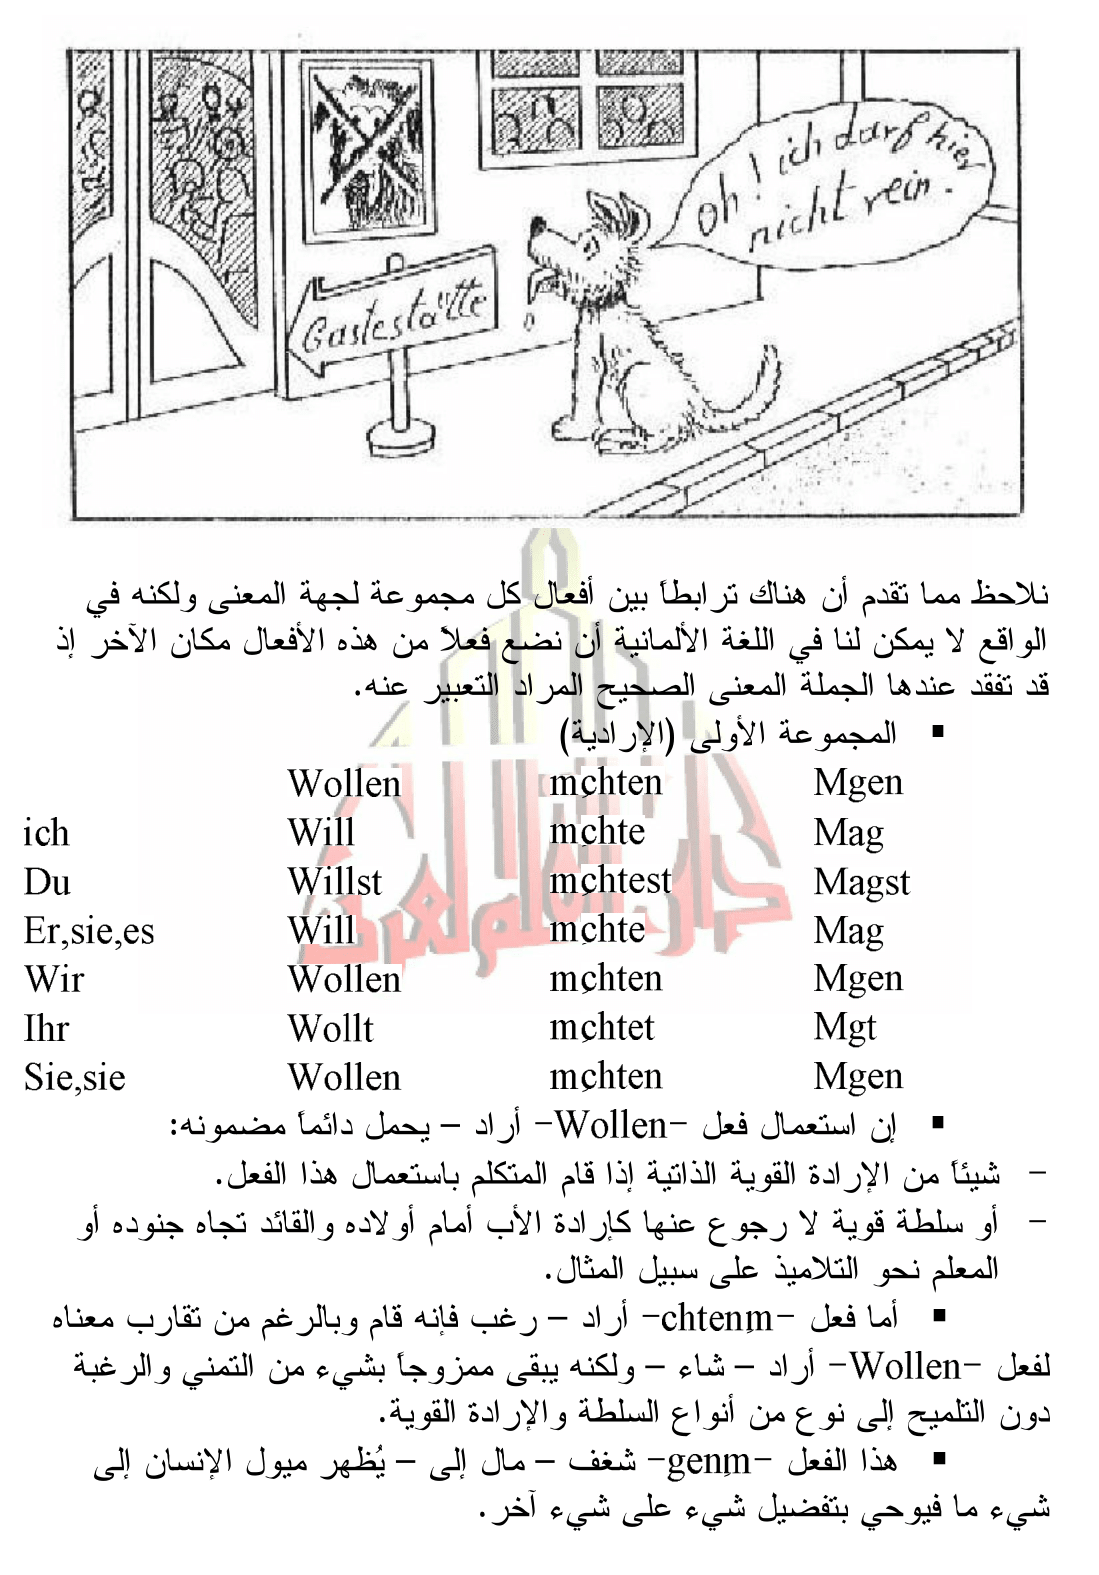 oh! ich darf hier
nicht rein.
Gastestätte
نلاحظ مما تقدم أن هناك ترابطاً بين أفعال كل مجموعة لجهة المعنى ولكنه في
الواقع لا يمكن لنا في اللغة الألمانية أن نضع فعلاً من هذه الأفعال مكان الآخر إذ
قد تفقد عندها الجملة المعنى الصحيح المراد التعبير عنه.
▪ المجموعة الأولى (الإرادية)
Wollen mِchten Mgen
ich Will mِchte Mag
Du Willst mِchtest Magst
Er,sie,es Will mِchte Mag
Wir Wollen mِchten Mgen
Ihr Wollt mِchtet Mgt
Sie,sie Wollen mِchten Mgen
▪ إن استعمال فعل -Wollen- أراد – يحمل دائماً مضمونه:
- شيئاً من الإرادة القوية الذاتية إذا قام المتكلم باستعمال هذا الفعل.
- أو سلطة قوية لا رجوع عنها كإرادة الأب أمام أولاده والقائد تجاه جنوده أو
المعلم نحو التلاميذ على سبيل المثال.
▪ أما فعل -chtenmِ- أراد – رغب فإنه قام وبالرغم من تقارب معناه
لفعل -Wollen- أراد – شاء – ولكنه يبقى ممزوجاً بشيء من التمني والرغبة
دون التلميح إلى نوع من أنواع السلطة والإرادة القوية.
▪ هذا الفعل -genmِ- شغف – مال إلى – يُظهر ميول الإنسان إلى
شيء ما فيوحي بتفضيل شيء على شيء آخر.